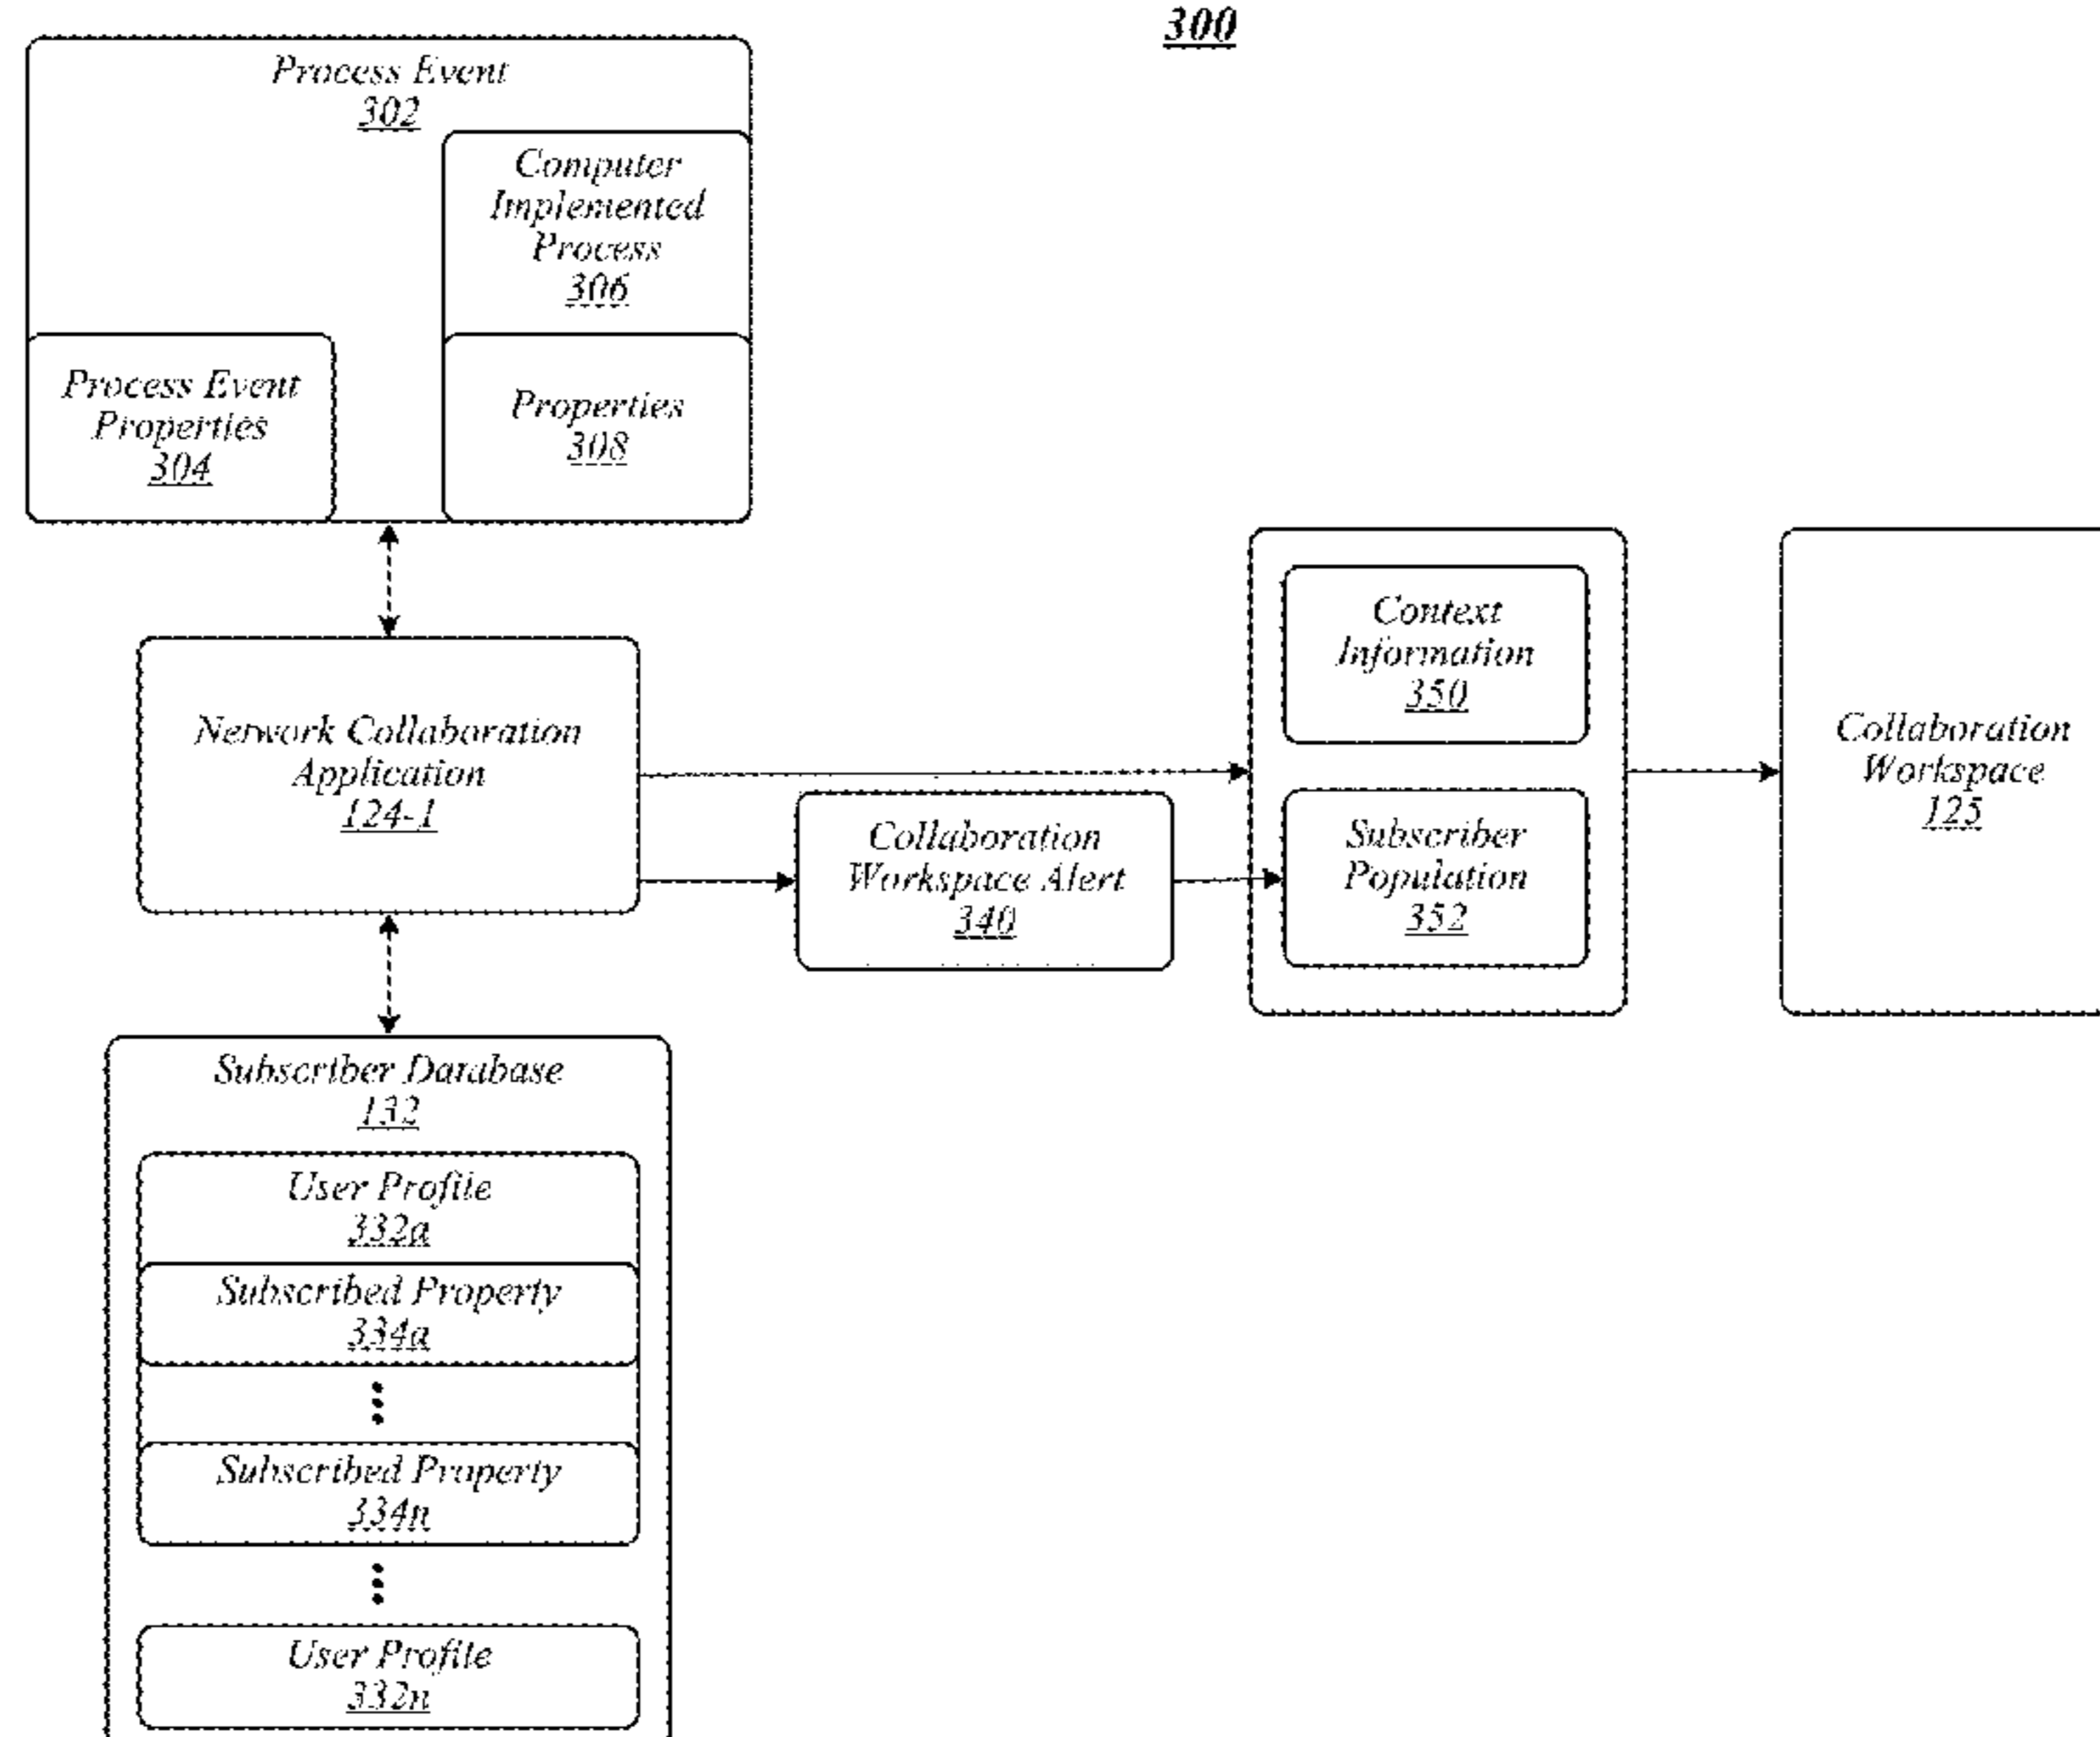 300
Process Event
302
Computer
Implemented
Process
306
Process Event
Properties
304
Properties
308
Network Collaboration
Application
124-1
Collaboration
Workspace Alert
340
Context
Information
350
Subscriber
Population
352
Collaboration
Workspace
125
Subscriber Database
132
User Profile
332a
Subscribed Property
334a
Subscribed Property
334n
User Profile
332n